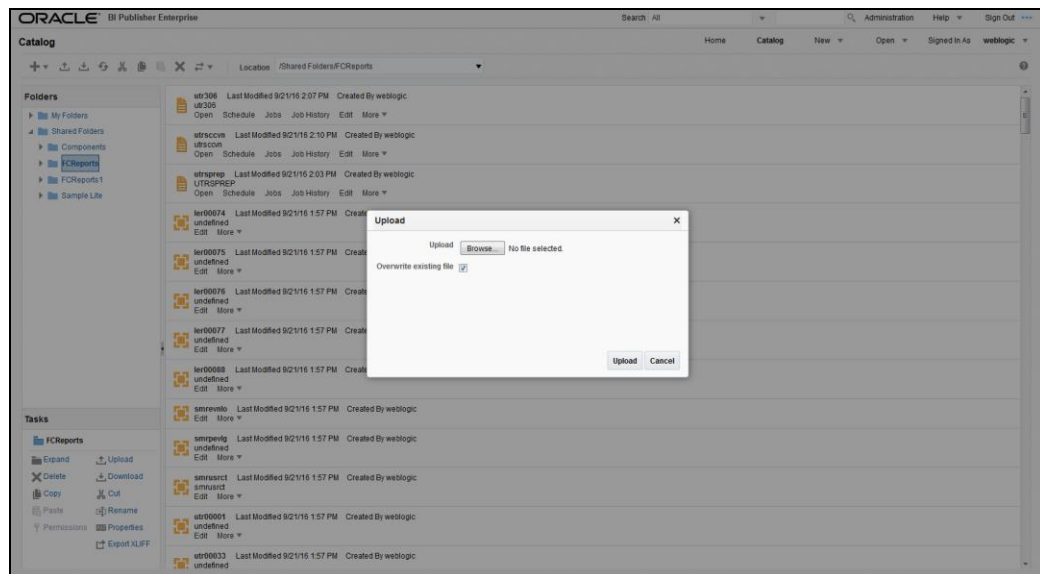 ORACLE BI Publisher Enterprise Search All Administration Help Sign Out
Catalog Home Catalog New Open Signed In As weblogic
Location /Shared Folders/FCReports
Folders
My Folders
Shared Folders
Components
FCReports
FCReports1
Sample Lite
utr306 Last Modified 9/21/16 2:07 PM Created By weblogic
utr306
Open Schedule Jobs Job History Edit More
utrsccvn Last Modified 9/21/16 2:10 PM Created By weblogic
utrsccvn
Open Schedule Jobs Job History Edit More
utrsprep Last Modified 9/21/16 2:03 PM Created By weblogic
UTRSPREP
Open Schedule Jobs Job History Edit More
ler00074 Last Modified 9/21/16 1:57 PM Create
undefined
Edit More
ler00075 Last Modified 9/21/16 1:57 PM Create
undefined
Edit More
ler00076 Last Modified 9/21/16 1:57 PM Create
undefined
Edit More
ler00077 Last Modified 9/21/16 1:57 PM Create
undefined
Edit More
ler00088 Last Modified 9/21/16 1:57 PM Create
undefined
Edit More
smrevnlo Last Modified 9/21/16 1:57 PM Created By weblogic
Edit More
smrpevlg Last Modified 9/21/16 1:57 PM Created By weblogic
undefined
Edit More
smrusrct Last Modified 9/21/16 1:57 PM Created By weblogic
smrusrct
Edit More
utr00001 Last Modified 9/21/16 1:57 PM Created By weblogic
undefined
Edit More
utr00033 Last Modified 9/21/16 1:57 PM Created By weblogic
undefined
Upload
Upload Browse... No file selected.
Overwrite existing file
Upload Cancel
Tasks
FCReports
Expand Upload
Delete Download
Copy Cut
Paste Rename
Permissions Properties
Export XLIFF